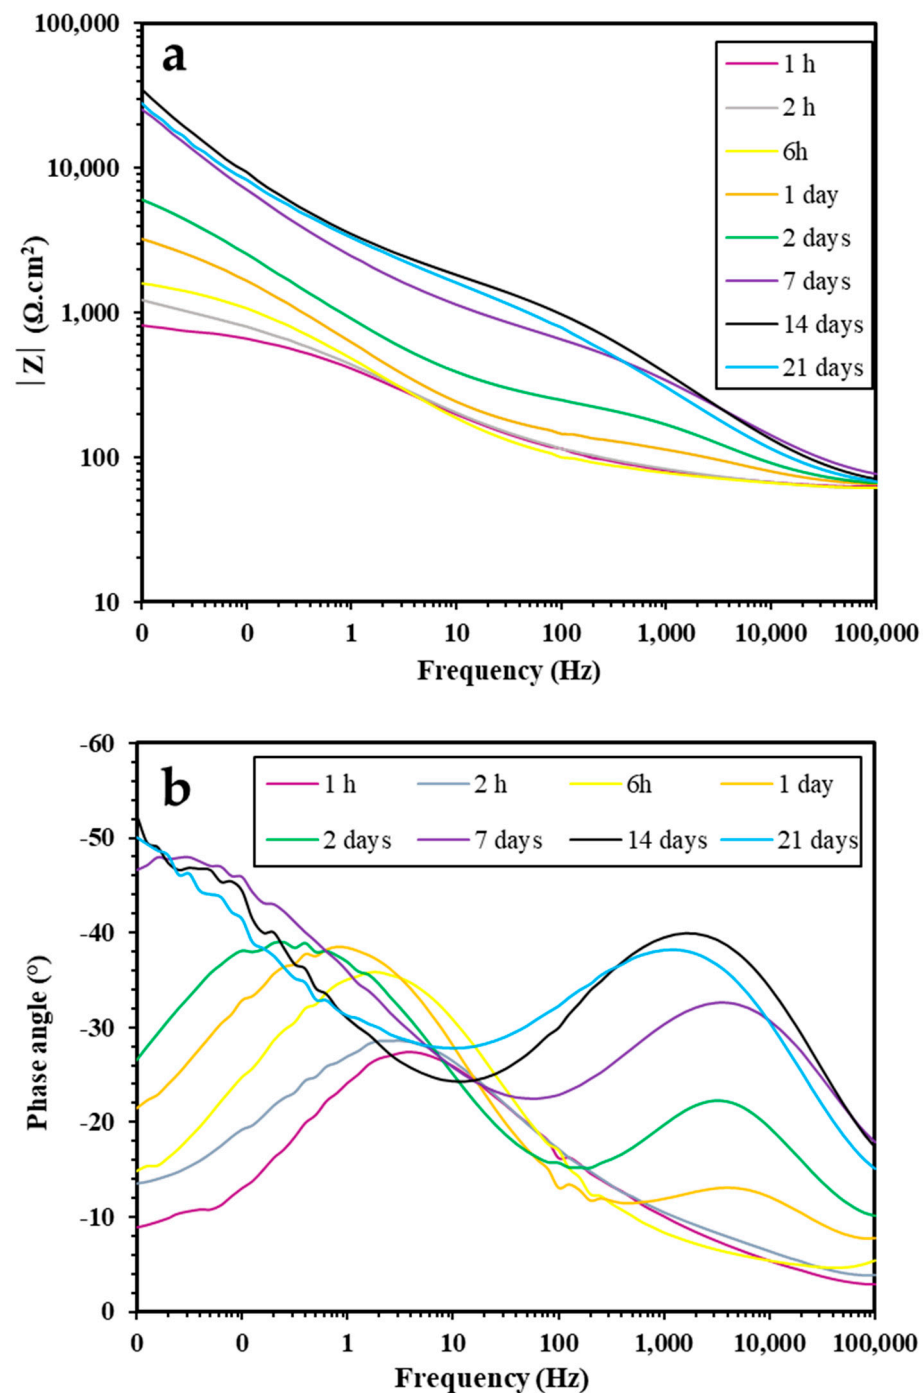 a
100,000
10,000
1,000
100
10
|Z| (Ω.cm²)
1 h
2 h
6h
1 day
2 days
7 days
14 days
21 days
0 0 1 10 100 1,000 10,000 100,000
Frequency (Hz)
b
-60
-50
-40
-30
-20
-10
0
Phase angle (°)
1 h 2 h 6h 1 day
2 days 7 days 14 days 21 days
0 0 1 10 100 1,000 10,000 100,000
Frequency (Hz)